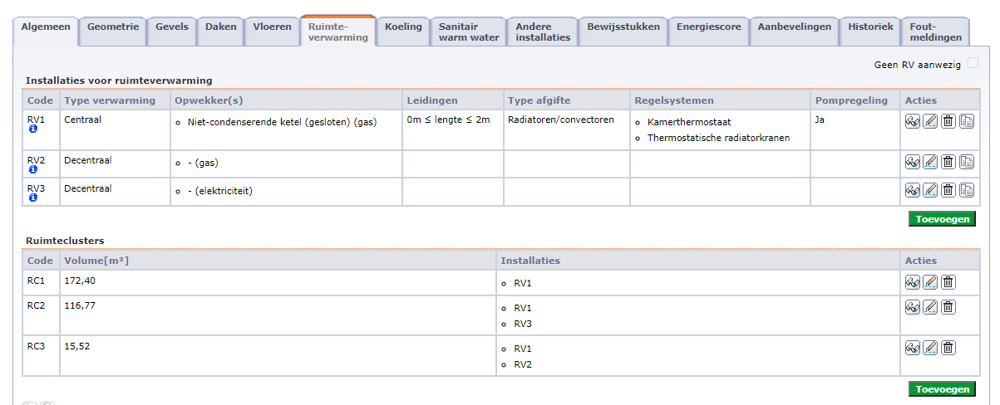 Algemeen Geometrie Gevels Daken Vloeren Ruimte- Koeling Sanitair Andere Bewijsstukken Energiescore Aanbevelingen Historiek Fout-
verwarming warm water installaties meldingen
Geen RV aanwezig
Installaties voor ruimteverwarming
Code Type verwarming Opwekker(s) Leidingen Type afgifte Regelsystemen Pompregeling Acties
RV1 Centraal Niet-condenserende ketel (gesloten) (gas) 0m ≤ lengte ≤ 2m Radiatoren/convectoren Kamerthermostaat Ja
Thermostatische radiatorkranen
RV2 Decentraal - (gas)
RV3 Decentraal - (elektriciteit)
Toevoegen
Ruimteclusters
Code Volume[m³] Installaties Acties
RC1 172,40 RV1
RC2 116,77 RV1
RV3
RC3 15,52 RV1
RV2
Toevoegen